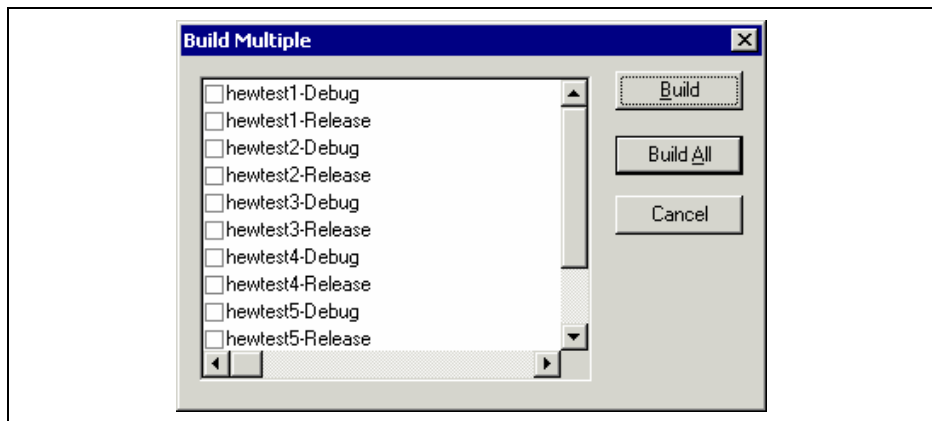 Build Multiple
hewtest1-Debug
hewtest1-Release
hewtest2-Debug
hewtest2-Release
hewtest3-Debug
hewtest3-Release
hewtest4-Debug
hewtest4-Release
hewtest5-Debug
hewtest5-Release
Build
Build All
Cancel